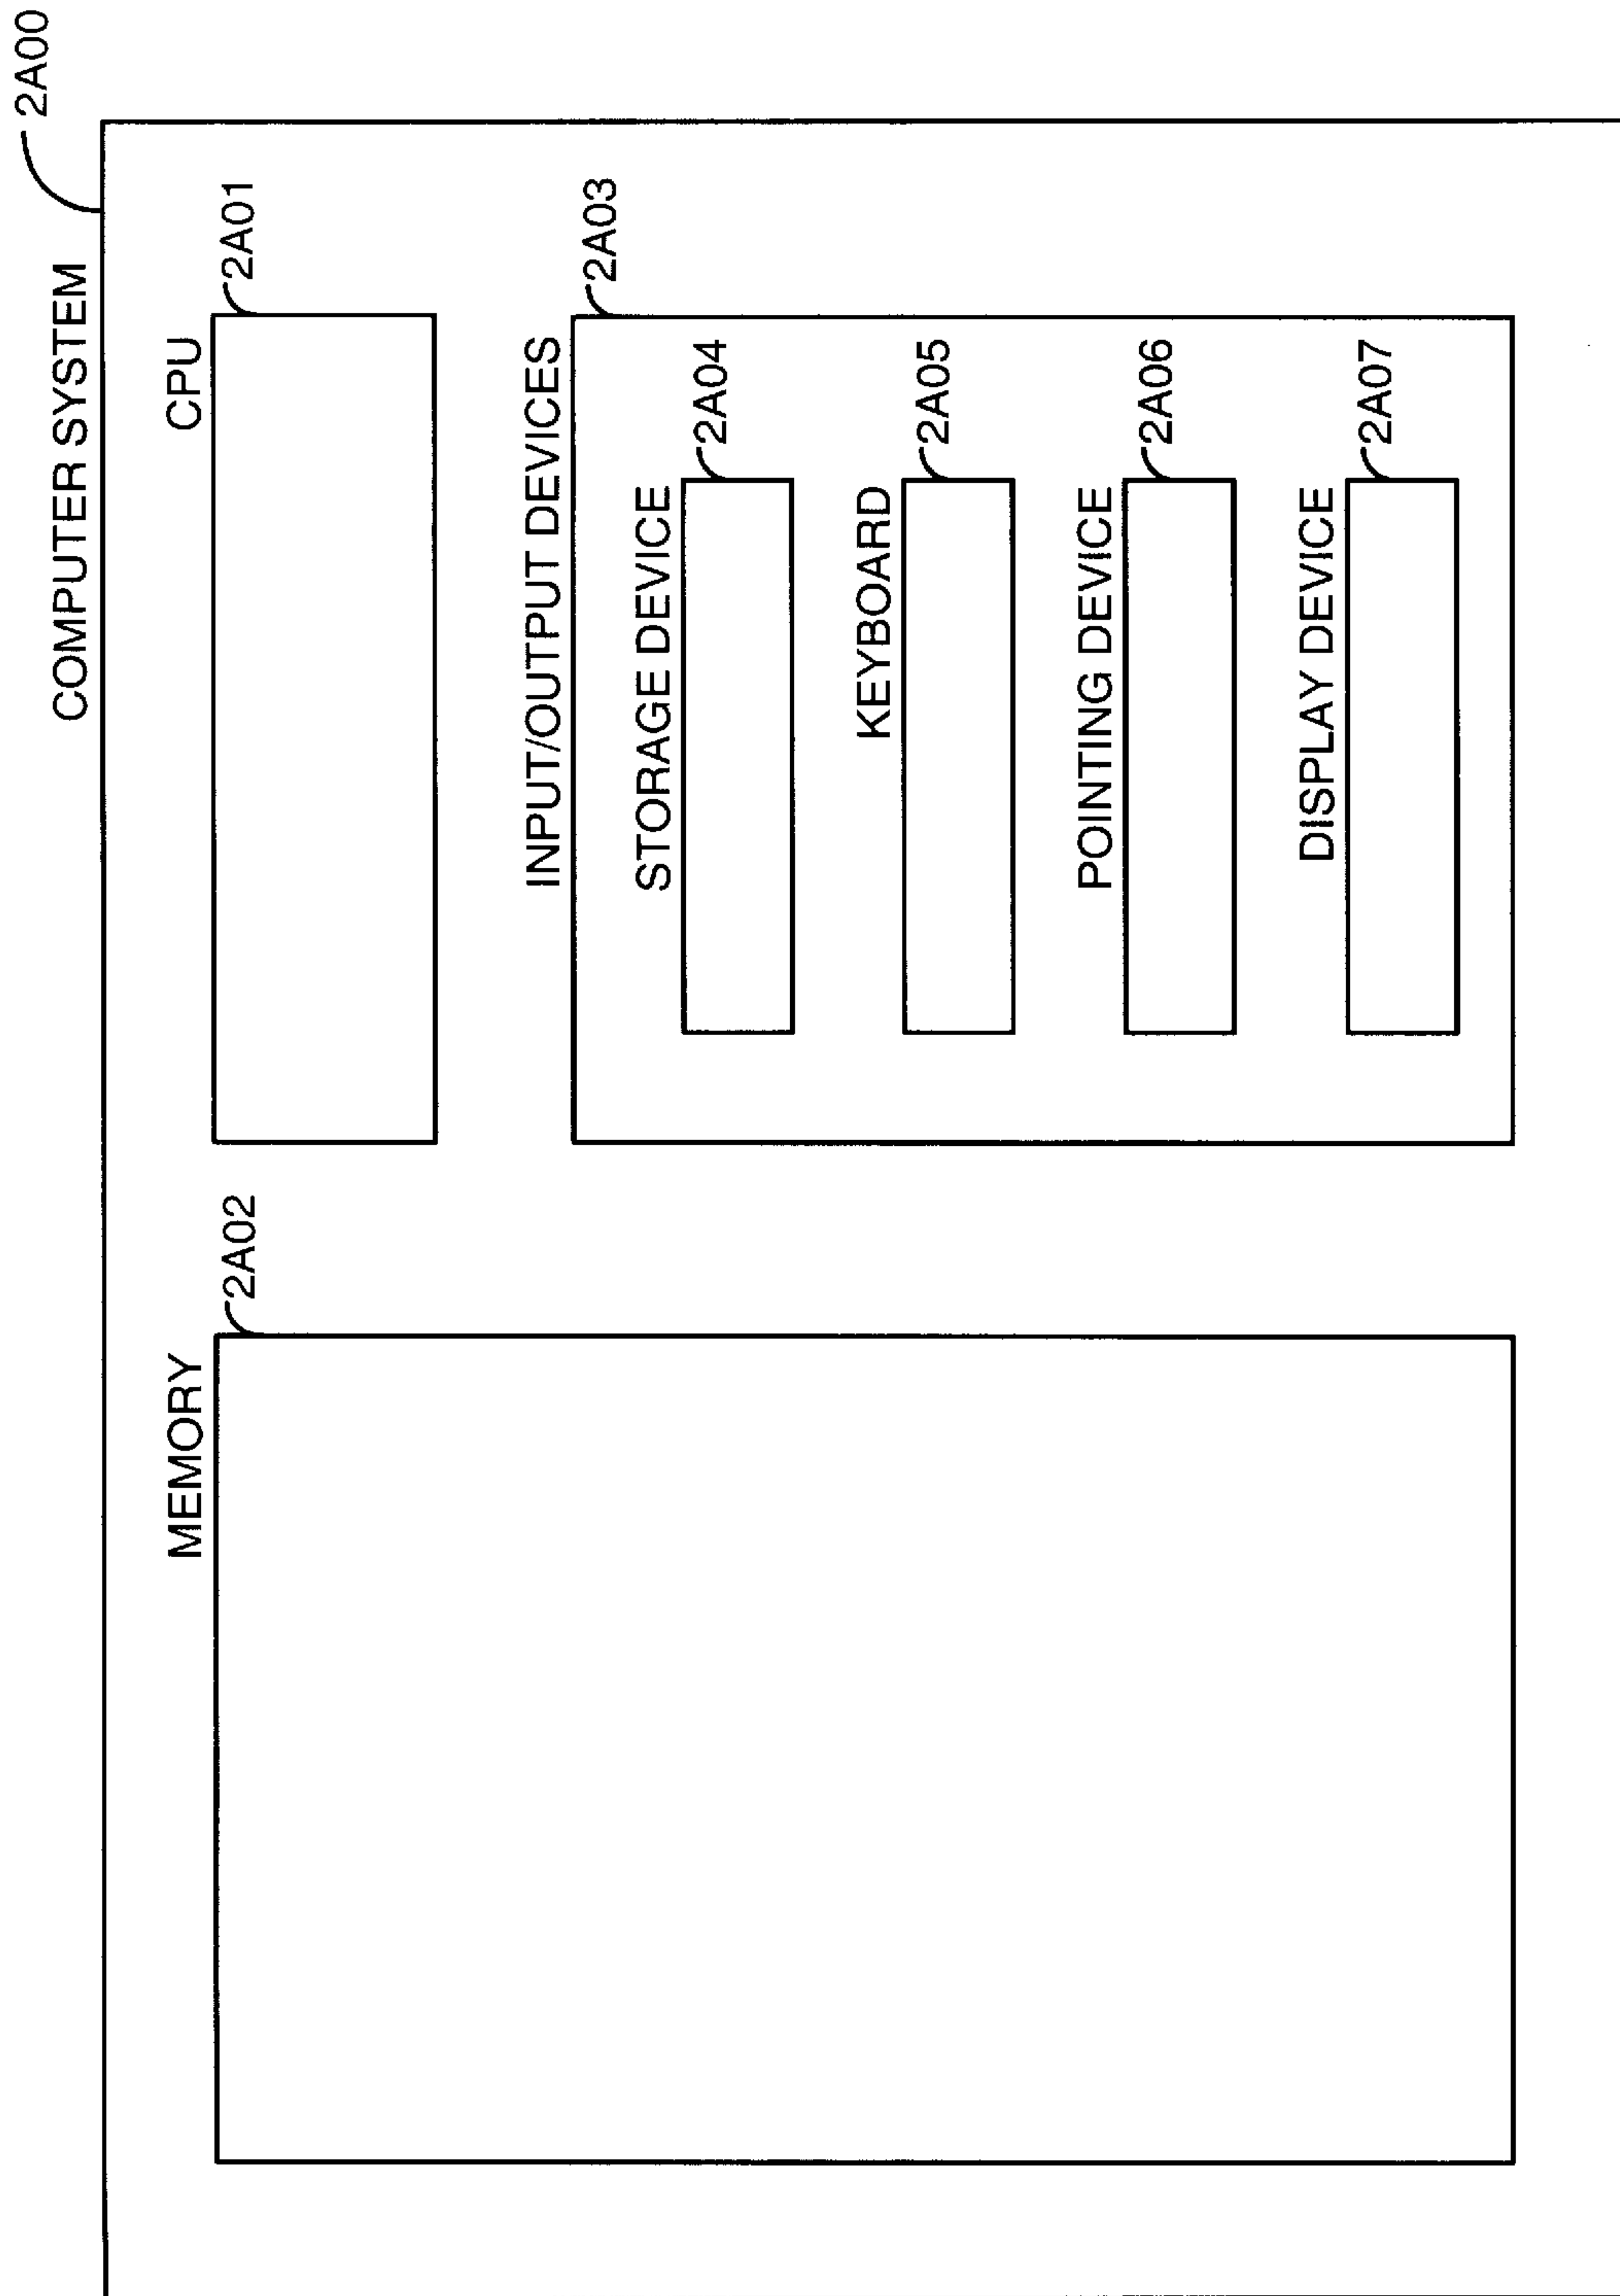 2A00
COMPUTER SYSTEM
MEMORY
2A02
CPU
2A01
INPUT/OUTPUT DEVICES
2A03
STORAGE DEVICE
2A04
KEYBOARD
2A05
POINTING DEVICE
2A06
DISPLAY DEVICE
2A07